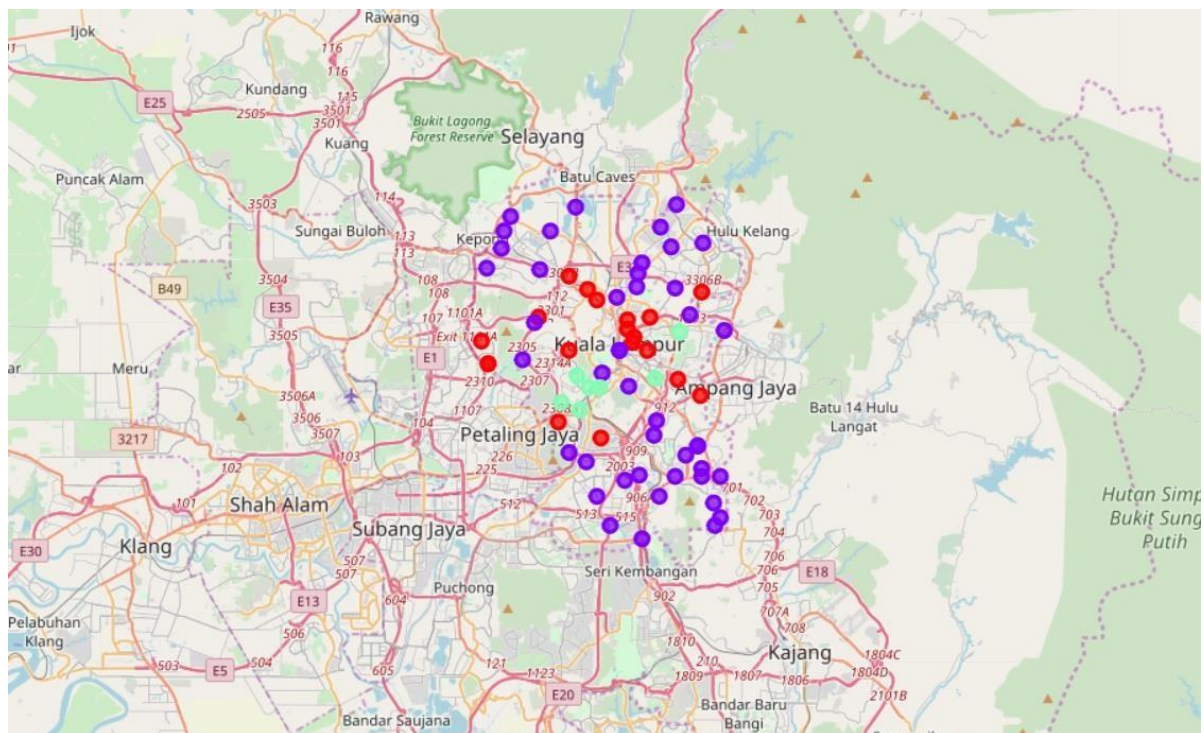 Rawang
Ijok
116
E25
Kundang
116
2505
115
3501
3501
Bukit Lagong
Forest Reserve
Selayang
Kuang
Puncak Alam
Batu Caves
114
3503
Sungai Buloh
113
113
Hulu Kelang
108
B49
3504
108
112
3306B
E35
107
1101A
2301
107
2305
Kuala Lumpur
Meru
E1
2314A
2310
2307
Ampang Jaya
3506A
1107
912
Batu 14 Hulu
Langat
3506
104
3217
3507
Petaling Jaya
103
909
102
225
226
2003
101
Shah Alam
512
701
702
Hutan Simp
Bukit Sung
Putih
Subang Jaya
515
703
704
E30
Klang
507
706
507
Seri Kembangan
706
E18
E13
604
Puchong
902
705
506
707A
Pelabuhan
Klang
708
1810
Kajang
503
504
605
121
210
1804C
E5
1123
1809
1807
1806
1804D
E20
2101B
Bandar Saujana
Bandar Baru
Bangi